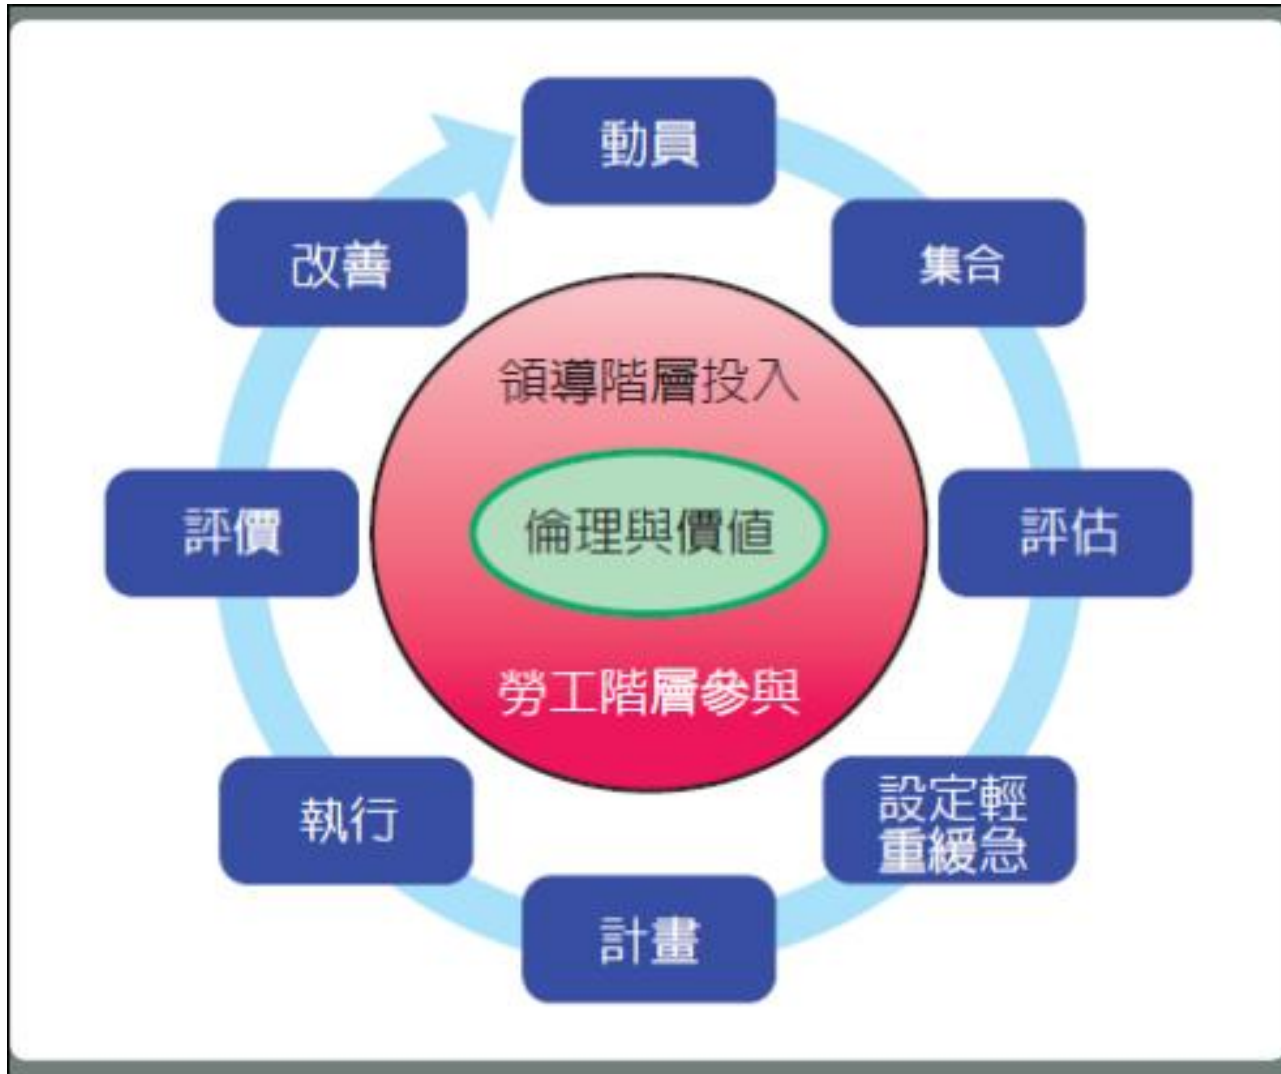 動員
集合
評估
設定輕
重緩急
計畫
執行
評價
改善
領導階層投入
倫理與價值
勞工階層參與